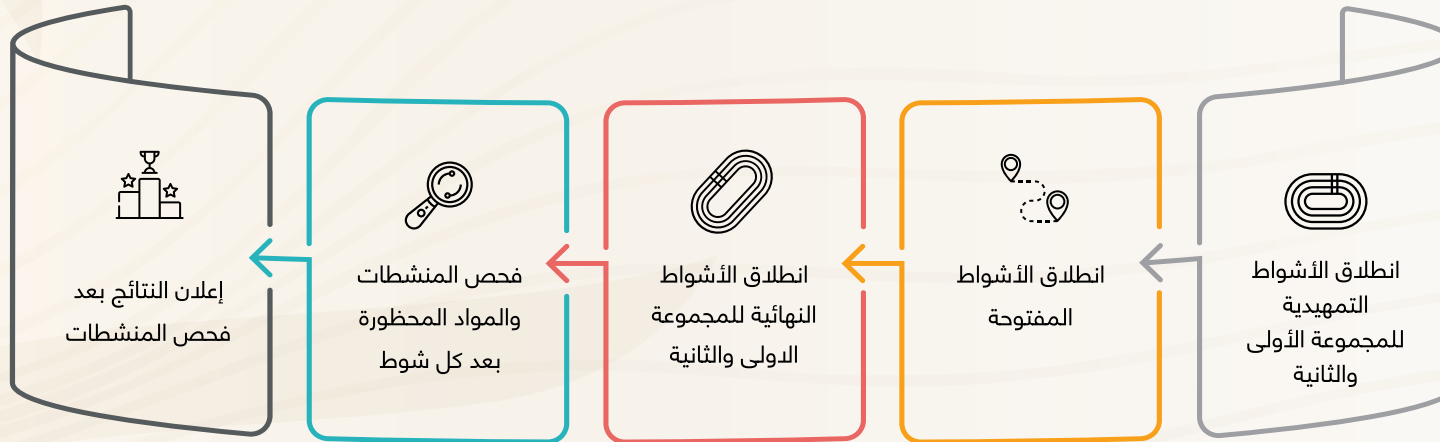 انطلاق الأشواط
التمهيدية
للمجموعة الأولى
والثانية
انطلاق الأشواط
المفتوحة
انطلاق الأشواط
النهائية للمجموعة
الاولى والثانية
فحص المنشطات
والمواد المحظورة
بعد كل شوط
إعلان النتائج بعد
فحص المنشطات